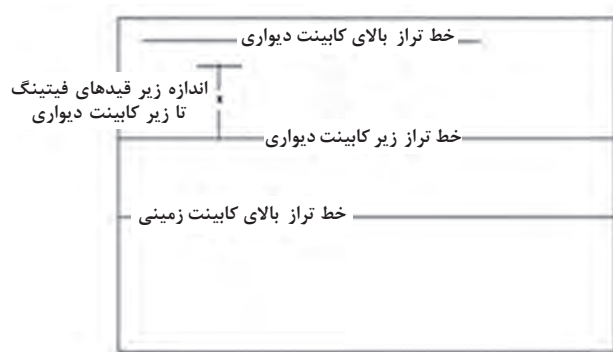 خط تراز بالای کابینت دیواری
اندازه زیر قیدهای فیتینگ
تا زیر کابینت دیواری
خط تراز زیر کابینت دیواری
خط تراز بالای کابینت زمینی